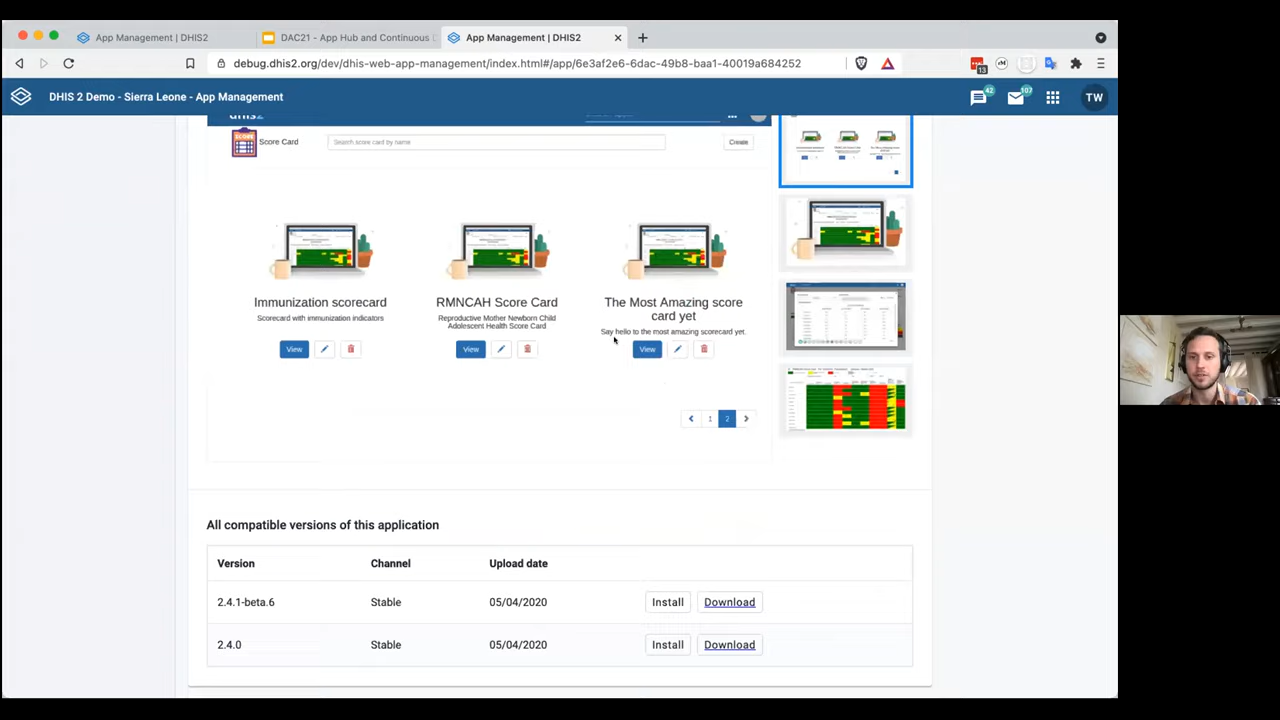 App Management | DHIS2
DAC21 - App Hub and Continuous
App Management | DHIS2
debug.dhis2.org/dev/dhis-web-app-management/index.html#/app/6e3af2e6-6dac-49b8-baa1-40019a684252
13
DHIS 2 Demo - Sierra Leone - App Management
42
107
TW
dhis2
SCORE
Score Card
Search score card by name
Create
Immunization scorecard
Scorecard with immunization indicators
View
RMNCAH Score Card
Reproductive Mother Newborn Child
Adolescent Health Score Card
View
The Most Amazing score
card yet
Say hello to the most amazing scorecard yet.
View
1
2
All compatible versions of this application
Version Channel Upload date
2.4.1-beta.6 Stable 05/04/2020 Install Download
2.4.0 Stable 05/04/2020 Install Download